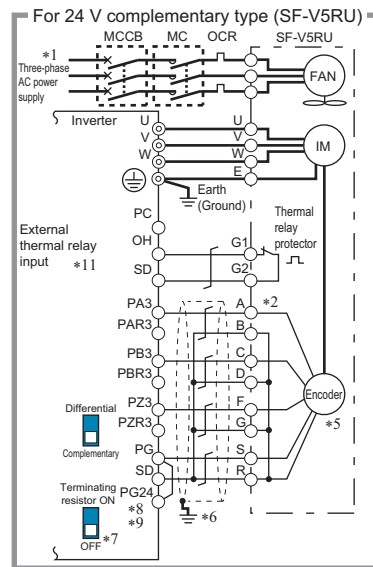 For 24 V complementary type (SF-V5RU)
MCCB MC OCR SF-V5RU
*1
Three-phase
AC power
supply
FAN
Inverter
U U
V V
W W
E
IM
Earth
(Ground)
PC
Thermal
relay
protector
OH G1
External
thermal relay
input *11
SD G2
PA3 A *2
PAR3 B
PB3 C
PBR3 D
PZ3 F
PZR3 G
Differential
Complementary
Encoder
*5
PG S
SD R
Terminating
resistor ON
PG24
*8
*9
*6
*7
OFF